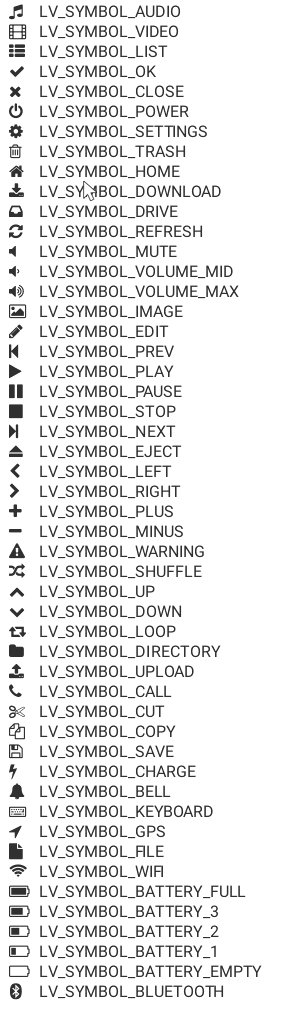 LV_SYMBOL_AUDIO
LV_SYMBOL_VIDEO
LV_SYMBOL_LIST
LV_SYMBOL_OK
LV_SYMBOL_CLOSE
LV_SYMBOL_POWER
LV_SYMBOL_SETTINGS
LV_SYMBOL_TRASH
LV_SYMBOL_HOME
LV_SYMBOL_DOWNLOAD
LV_SYMBOL_DRIVE
LV_SYMBOL_REFRESH
LV_SYMBOL_MUTE
LV_SYMBOL_VOLUME_MID
LV_SYMBOL_VOLUME_MAX
LV_SYMBOL_IMAGE
LV_SYMBOL_EDIT
LV_SYMBOL_PREV
LV_SYMBOL_PLAY
LV_SYMBOL_PAUSE
LV_SYMBOL_STOP
LV_SYMBOL_NEXT
LV_SYMBOL_EJECT
LV_SYMBOL_LEFT
LV_SYMBOL_RIGHT
LV_SYMBOL_PLUS
LV_SYMBOL_MINUS
LV_SYMBOL_WARNING
LV_SYMBOL_SHUFFLE
LV_SYMBOL_UP
LV_SYMBOL_DOWN
LV_SYMBOL_LOOP
LV_SYMBOL_DIRECTORY
LV_SYMBOL_UPLOAD
LV_SYMBOL_CALL
LV_SYMBOL_CUT
LV_SYMBOL_COPY
LV_SYMBOL_SAVE
LV_SYMBOL_CHARGE
LV_SYMBOL_BELL
LV_SYMBOL_KEYBOARD
LV_SYMBOL_GPS
LV_SYMBOL_FILE
LV_SYMBOL_WIFI
LV_SYMBOL_BATTERY_FULL
LV_SYMBOL_BATTERY_3
LV_SYMBOL_BATTERY_2
LV_SYMBOL_BATTERY_1
LV_SYMBOL_BATTERY_EMPTY
LV_SYMBOL_BLUETOOTH